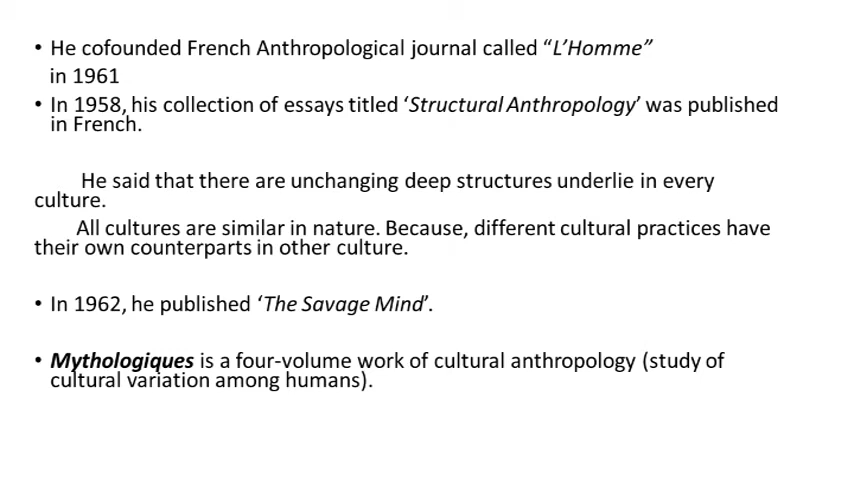 • He cofounded French Anthropological journal called “L’Homme”
in 1961
• In 1958, his collection of essays titled ‘Structural Anthropology’ was published
in French.
He said that there are unchanging deep structures underlie in every
culture.
All cultures are similar in nature. Because, different cultural practices have
their own counterparts in other culture.
• In 1962, he published ‘The Savage Mind’.
• Mythologiques is a four-volume work of cultural anthropology (study of
cultural variation among humans).